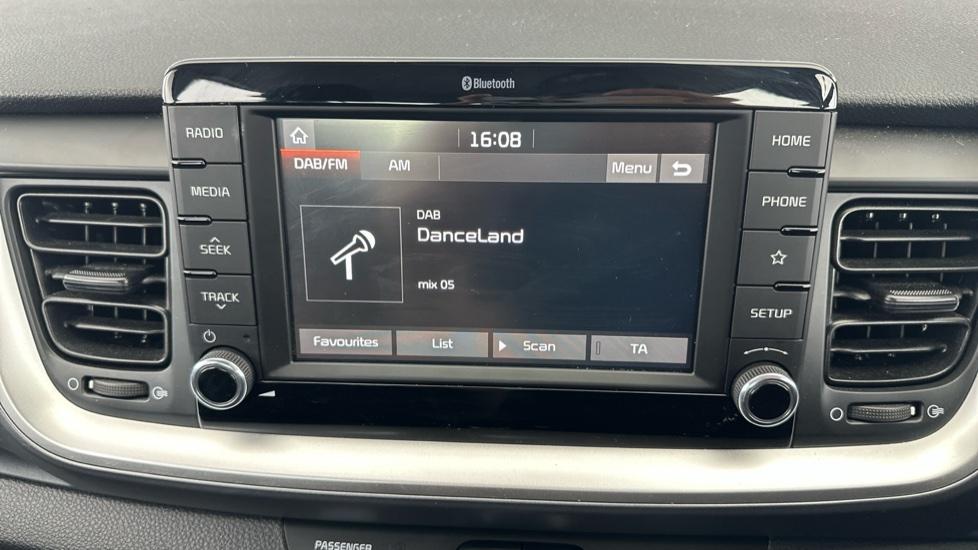 Bluetooth
RADIO
MEDIA
SEEK
TRACK
16:08
DAB/FM AM Menu
DAB
DanceLand
mix 05
Favourites List Scan TA
HOME
PHONE
SETUP
PASSENGER